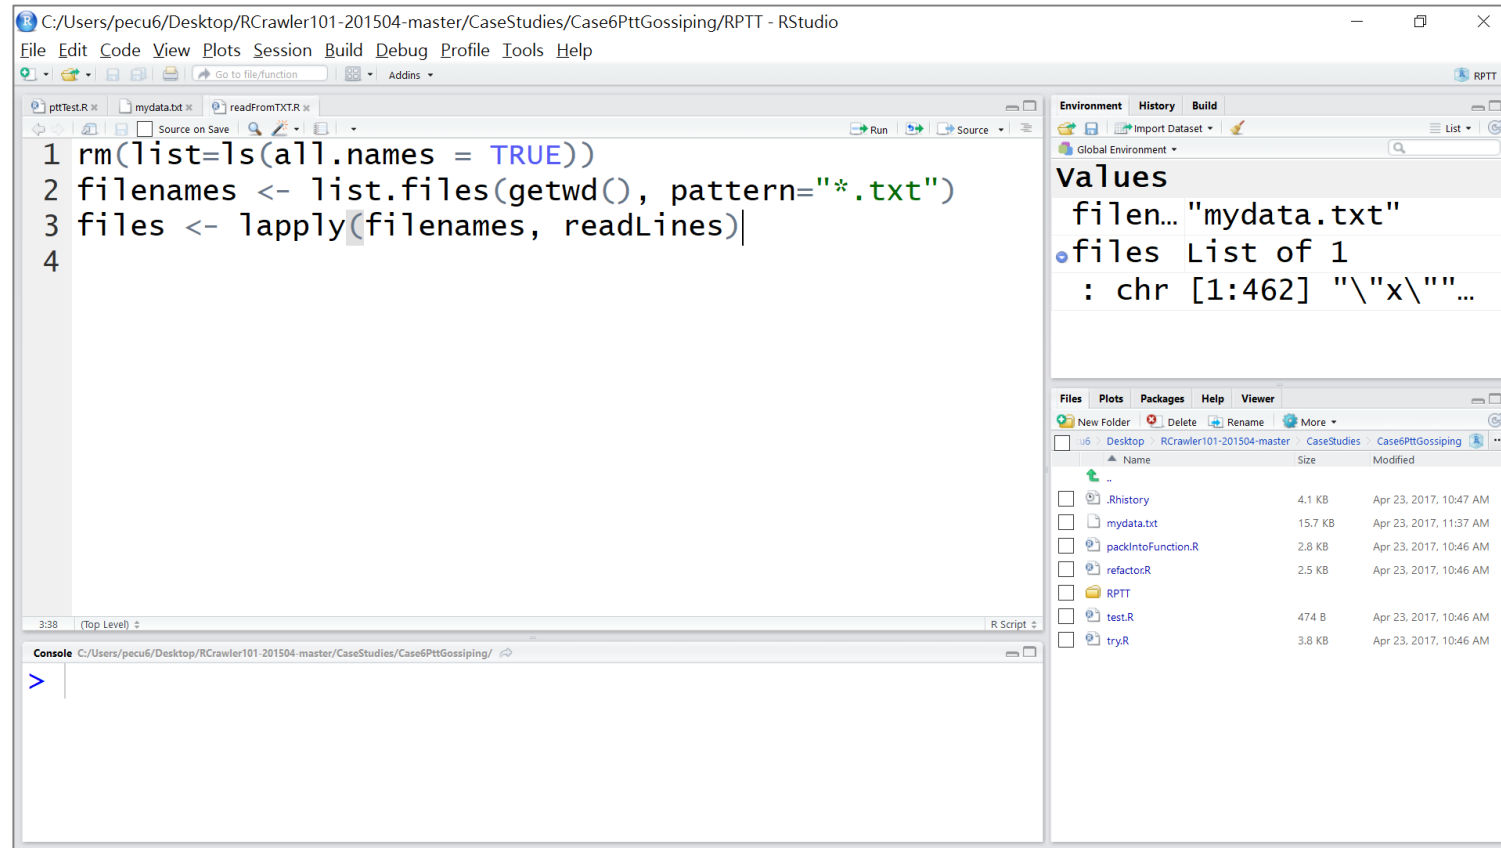 C:/Users/pecu6/Desktop/RCrawler101-201504-master/CaseStudies/Case6PttGossiping/RPTT - RStudio
File Edit Code View Plots Session Build Debug Profile Tools Help
Go to file/function Addins RPTT
pttTest.R mydata.txt readFromTXT.R
Source on Save Run Source
1 rm(list=ls(all.names = TRUE))
2 filenames <- list.files(getwd(), pattern="*.txt")
3 files <- lapply(filenames, readLines)
4
3:38 (Top Level) R Script
Console C:/Users/pecu6/Desktop/RCrawler101-201504-master/CaseStudies/Case6PttGossiping/
>
Environment History Build
Import Dataset List
Global Environment
Values
filen… "mydata.txt"
files List of 1
: chr [1:462] "\"x\""…
Files Plots Packages Help Viewer
New Folder Delete Rename More
:u6 Desktop RCrawler101-201504-master CaseStudies Case6PttGossiping
Name Size Modified
..
.Rhistory 4.1 KB Apr 23, 2017, 10:47 AM
mydata.txt 15.7 KB Apr 23, 2017, 11:37 AM
packIntoFunction.R 2.8 KB Apr 23, 2017, 10:46 AM
refactor.R 2.5 KB Apr 23, 2017, 10:46 AM
RPTT
test.R 474 B Apr 23, 2017, 10:46 AM
try.R 3.8 KB Apr 23, 2017, 10:46 AM